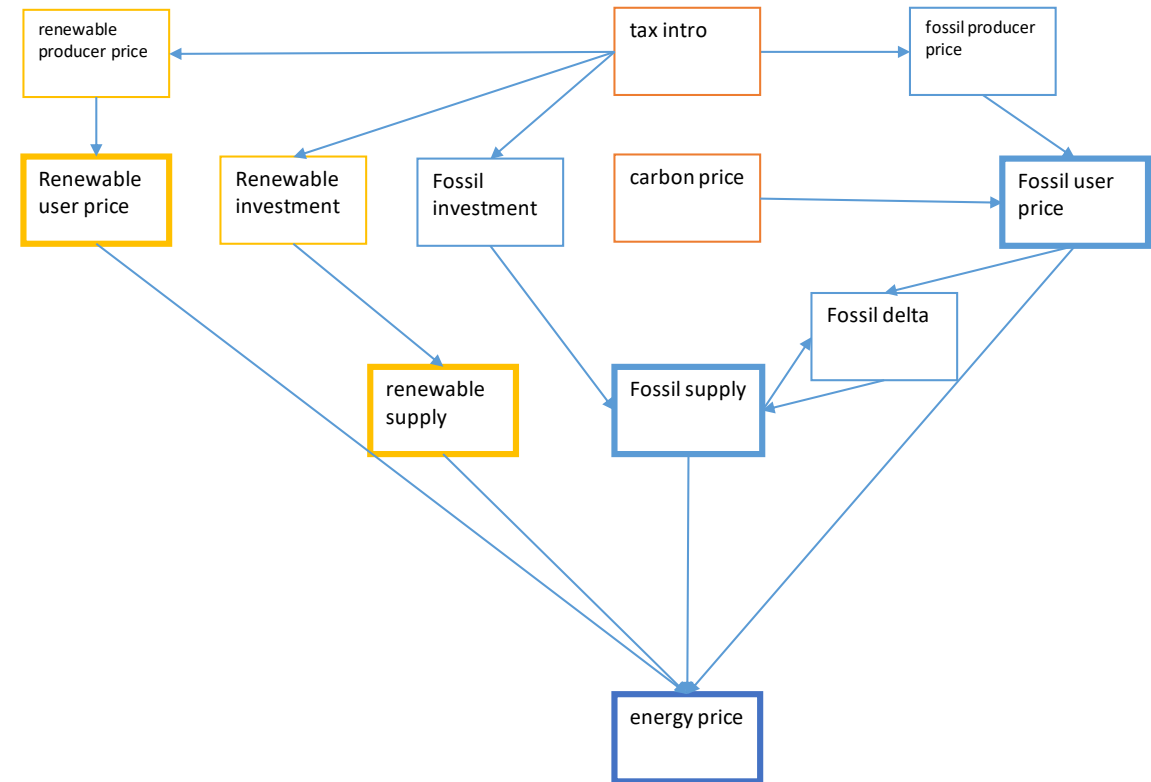 renewable
producer price
tax intro
fossil producer
price
Renewable
user price
Renewable
investment
Fossil
investment
carbon price
Fossil user
price
Fossil delta
renewable
supply
Fossil supply
energy price